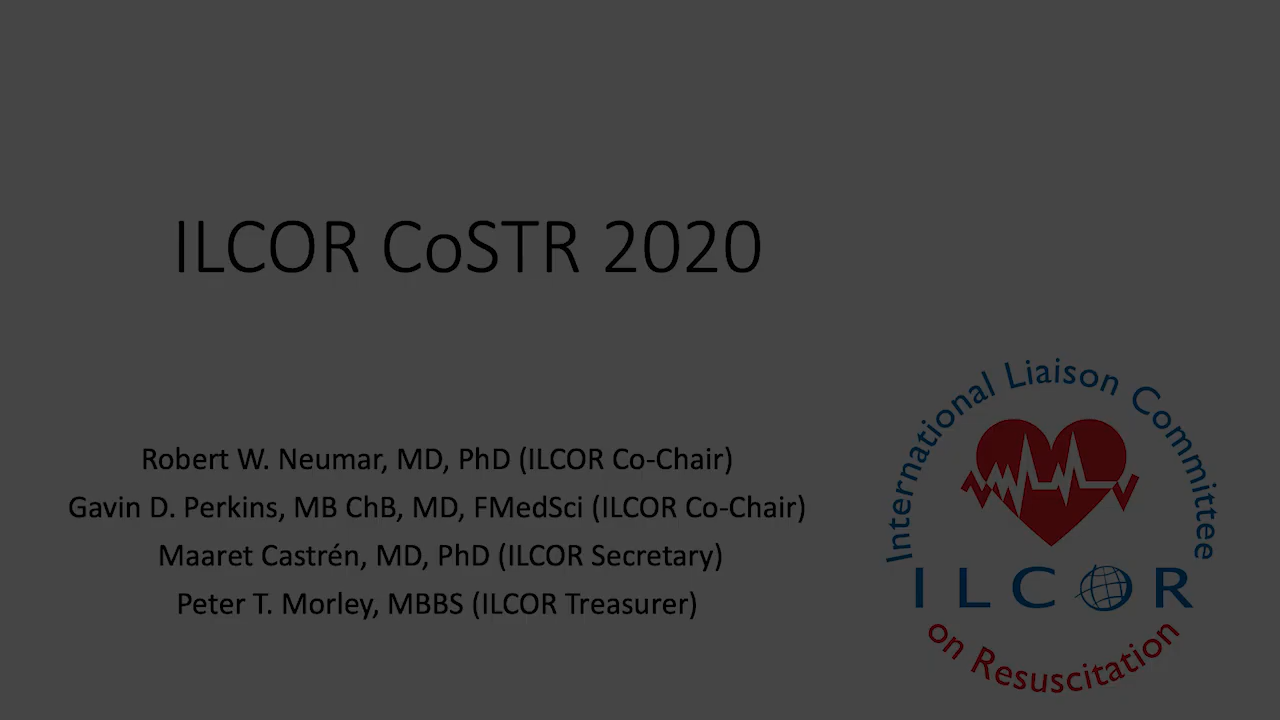 ILCOR CoSTR 2020
Robert W. Neumar, MD, PhD (ILCOR Co-Chair)
Gavin D. Perkins, MB ChB, MD, FMedSci (ILCOR Co-Chair)
Maaret Castrén, MD, PhD (ILCOR Secretary)
Peter T. Morley, MBBS (ILCOR Treasurer)
International Liaison Committee
ILCOR
on Resuscitation